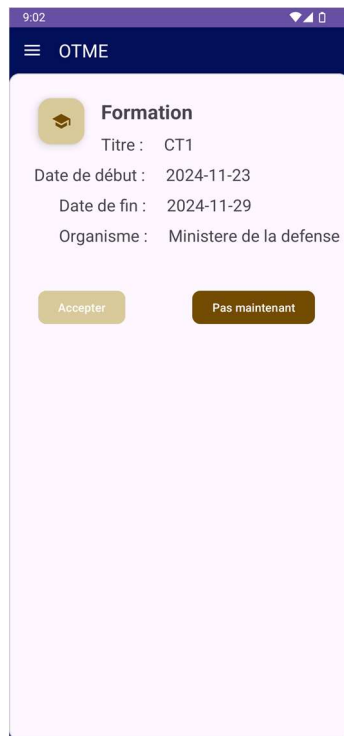 9:02
OTME
Formation
Titre : CT1
Date de début : 2024-11-23
Date de fin : 2024-11-29
Organisme : Ministere de la defense
Accepter Pas maintenant